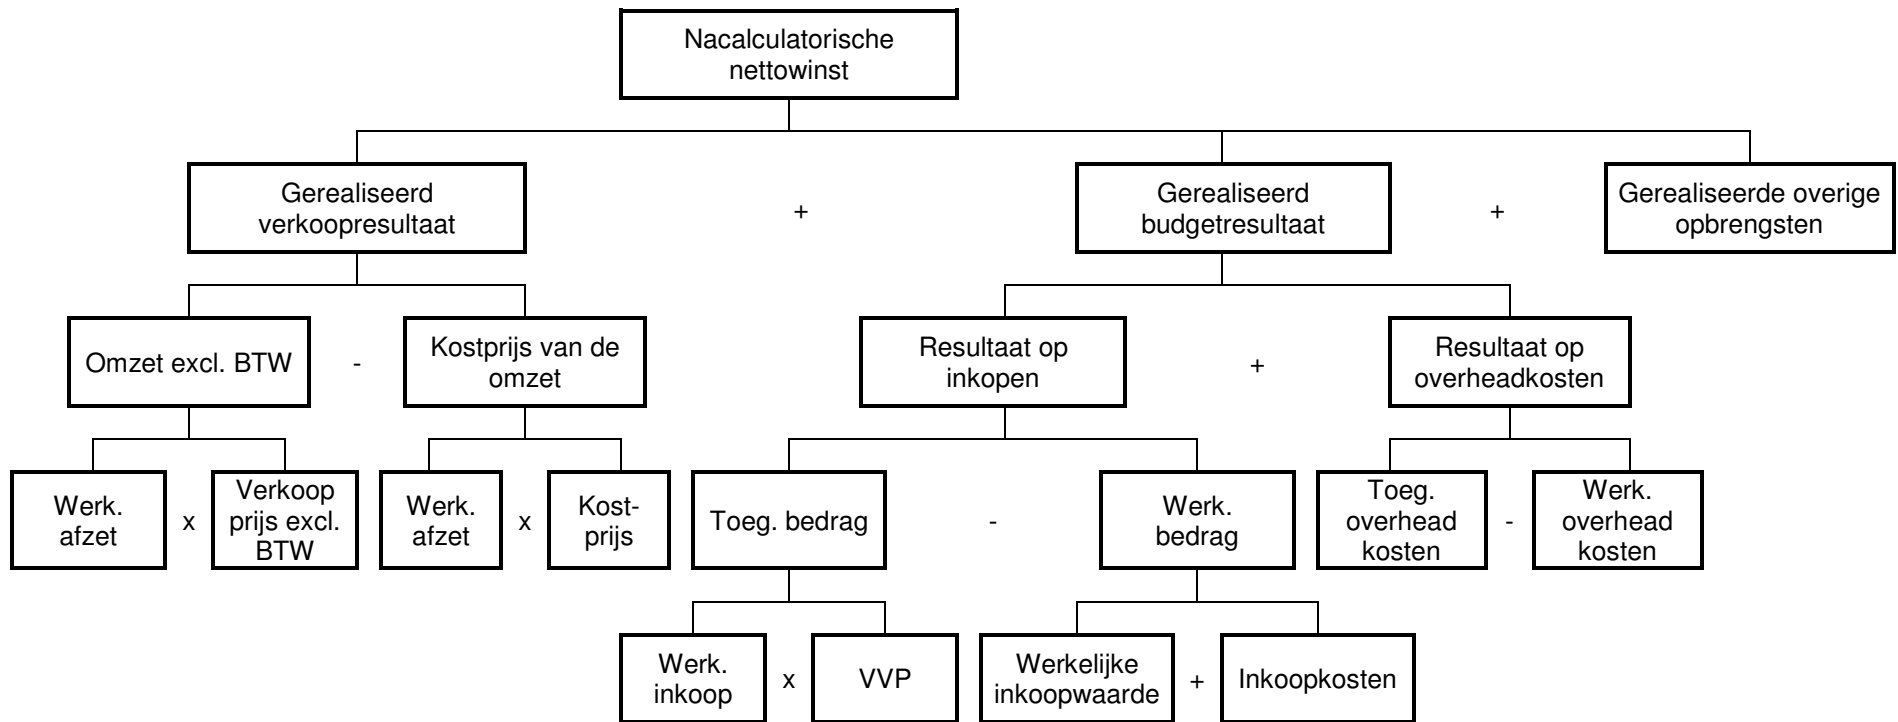 Nacalculatorische
nettowinst
Gerealiseerd
verkoopresultaat
+
Gerealiseerd
budgetresultaat
+
Gerealiseerde overige
opbrengsten
Omzet excl. BTW
-
Kostprijs van de
omzet
Resultaat op
inkopen
+
Resultaat op
overheadkosten
Werk.
afzet
x
Verkoop
prijs excl.
BTW
Werk.
afzet
x
Kost-
prijs
Toeg. bedrag
-
Werk.
bedrag
Toeg.
overhead
kosten
-
Werk.
overhead
kosten
Werk.
inkoop
x
VVP
Werkelijke
inkoopwaarde
+
Inkoopkosten